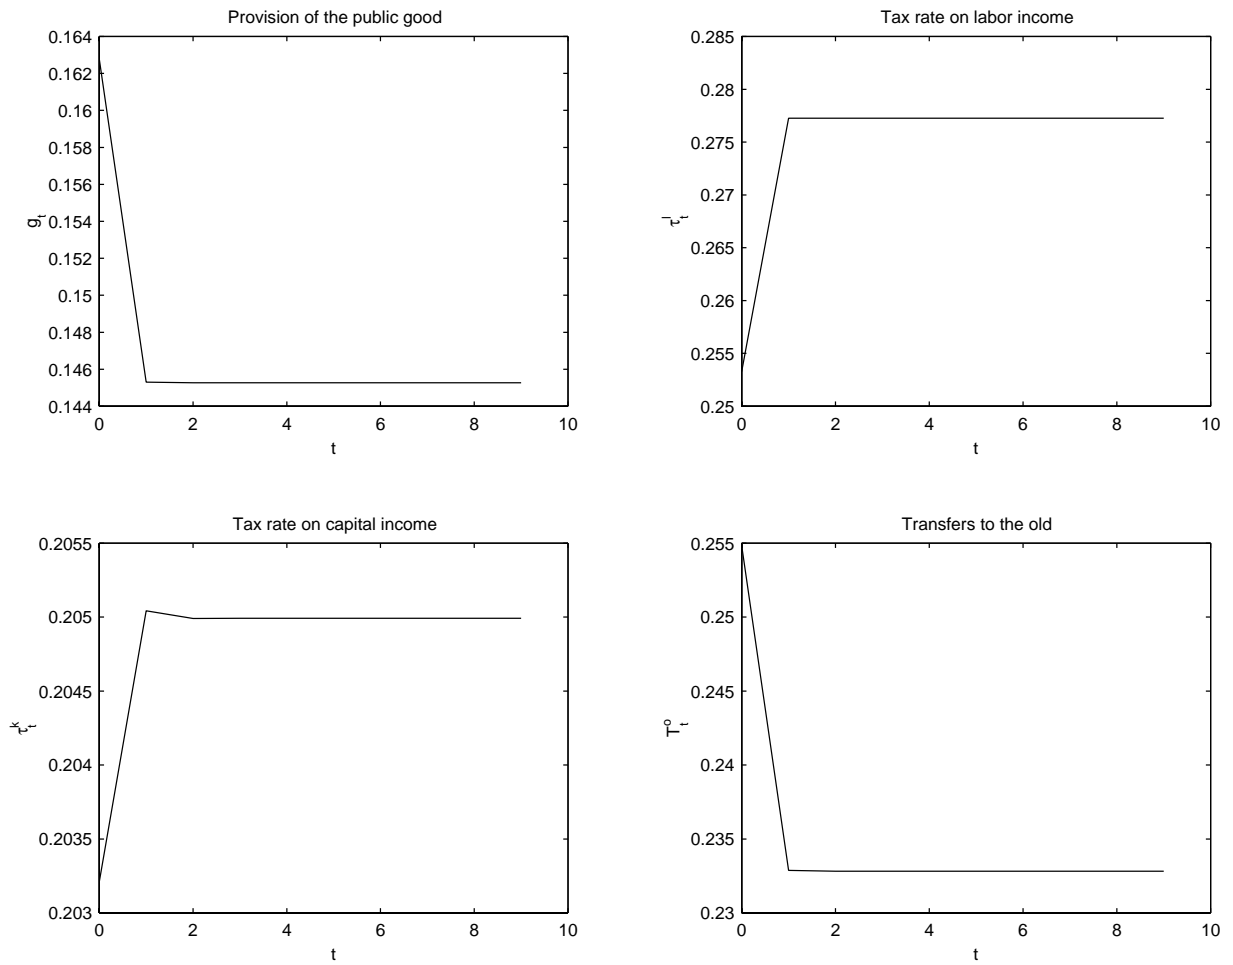 Provision of the public good
0.164
0.162
0.16
0.158
0.156
0.154
0.152
0.15
0.148
0.146
0.144
g_t
0 2 4 6 8 10
t
Tax rate on labor income
0.285
0.28
0.275
0.27
0.265
0.26
0.255
0.25
τ_t^l
0 2 4 6 8 10
t
Tax rate on capital income
0.2055
0.205
0.2045
0.204
0.2035
0.203
τ_t^k
0 2 4 6 8 10
t
Transfers to the old
0.255
0.25
0.245
0.24
0.235
0.23
T_t^o
0 2 4 6 8 10
t